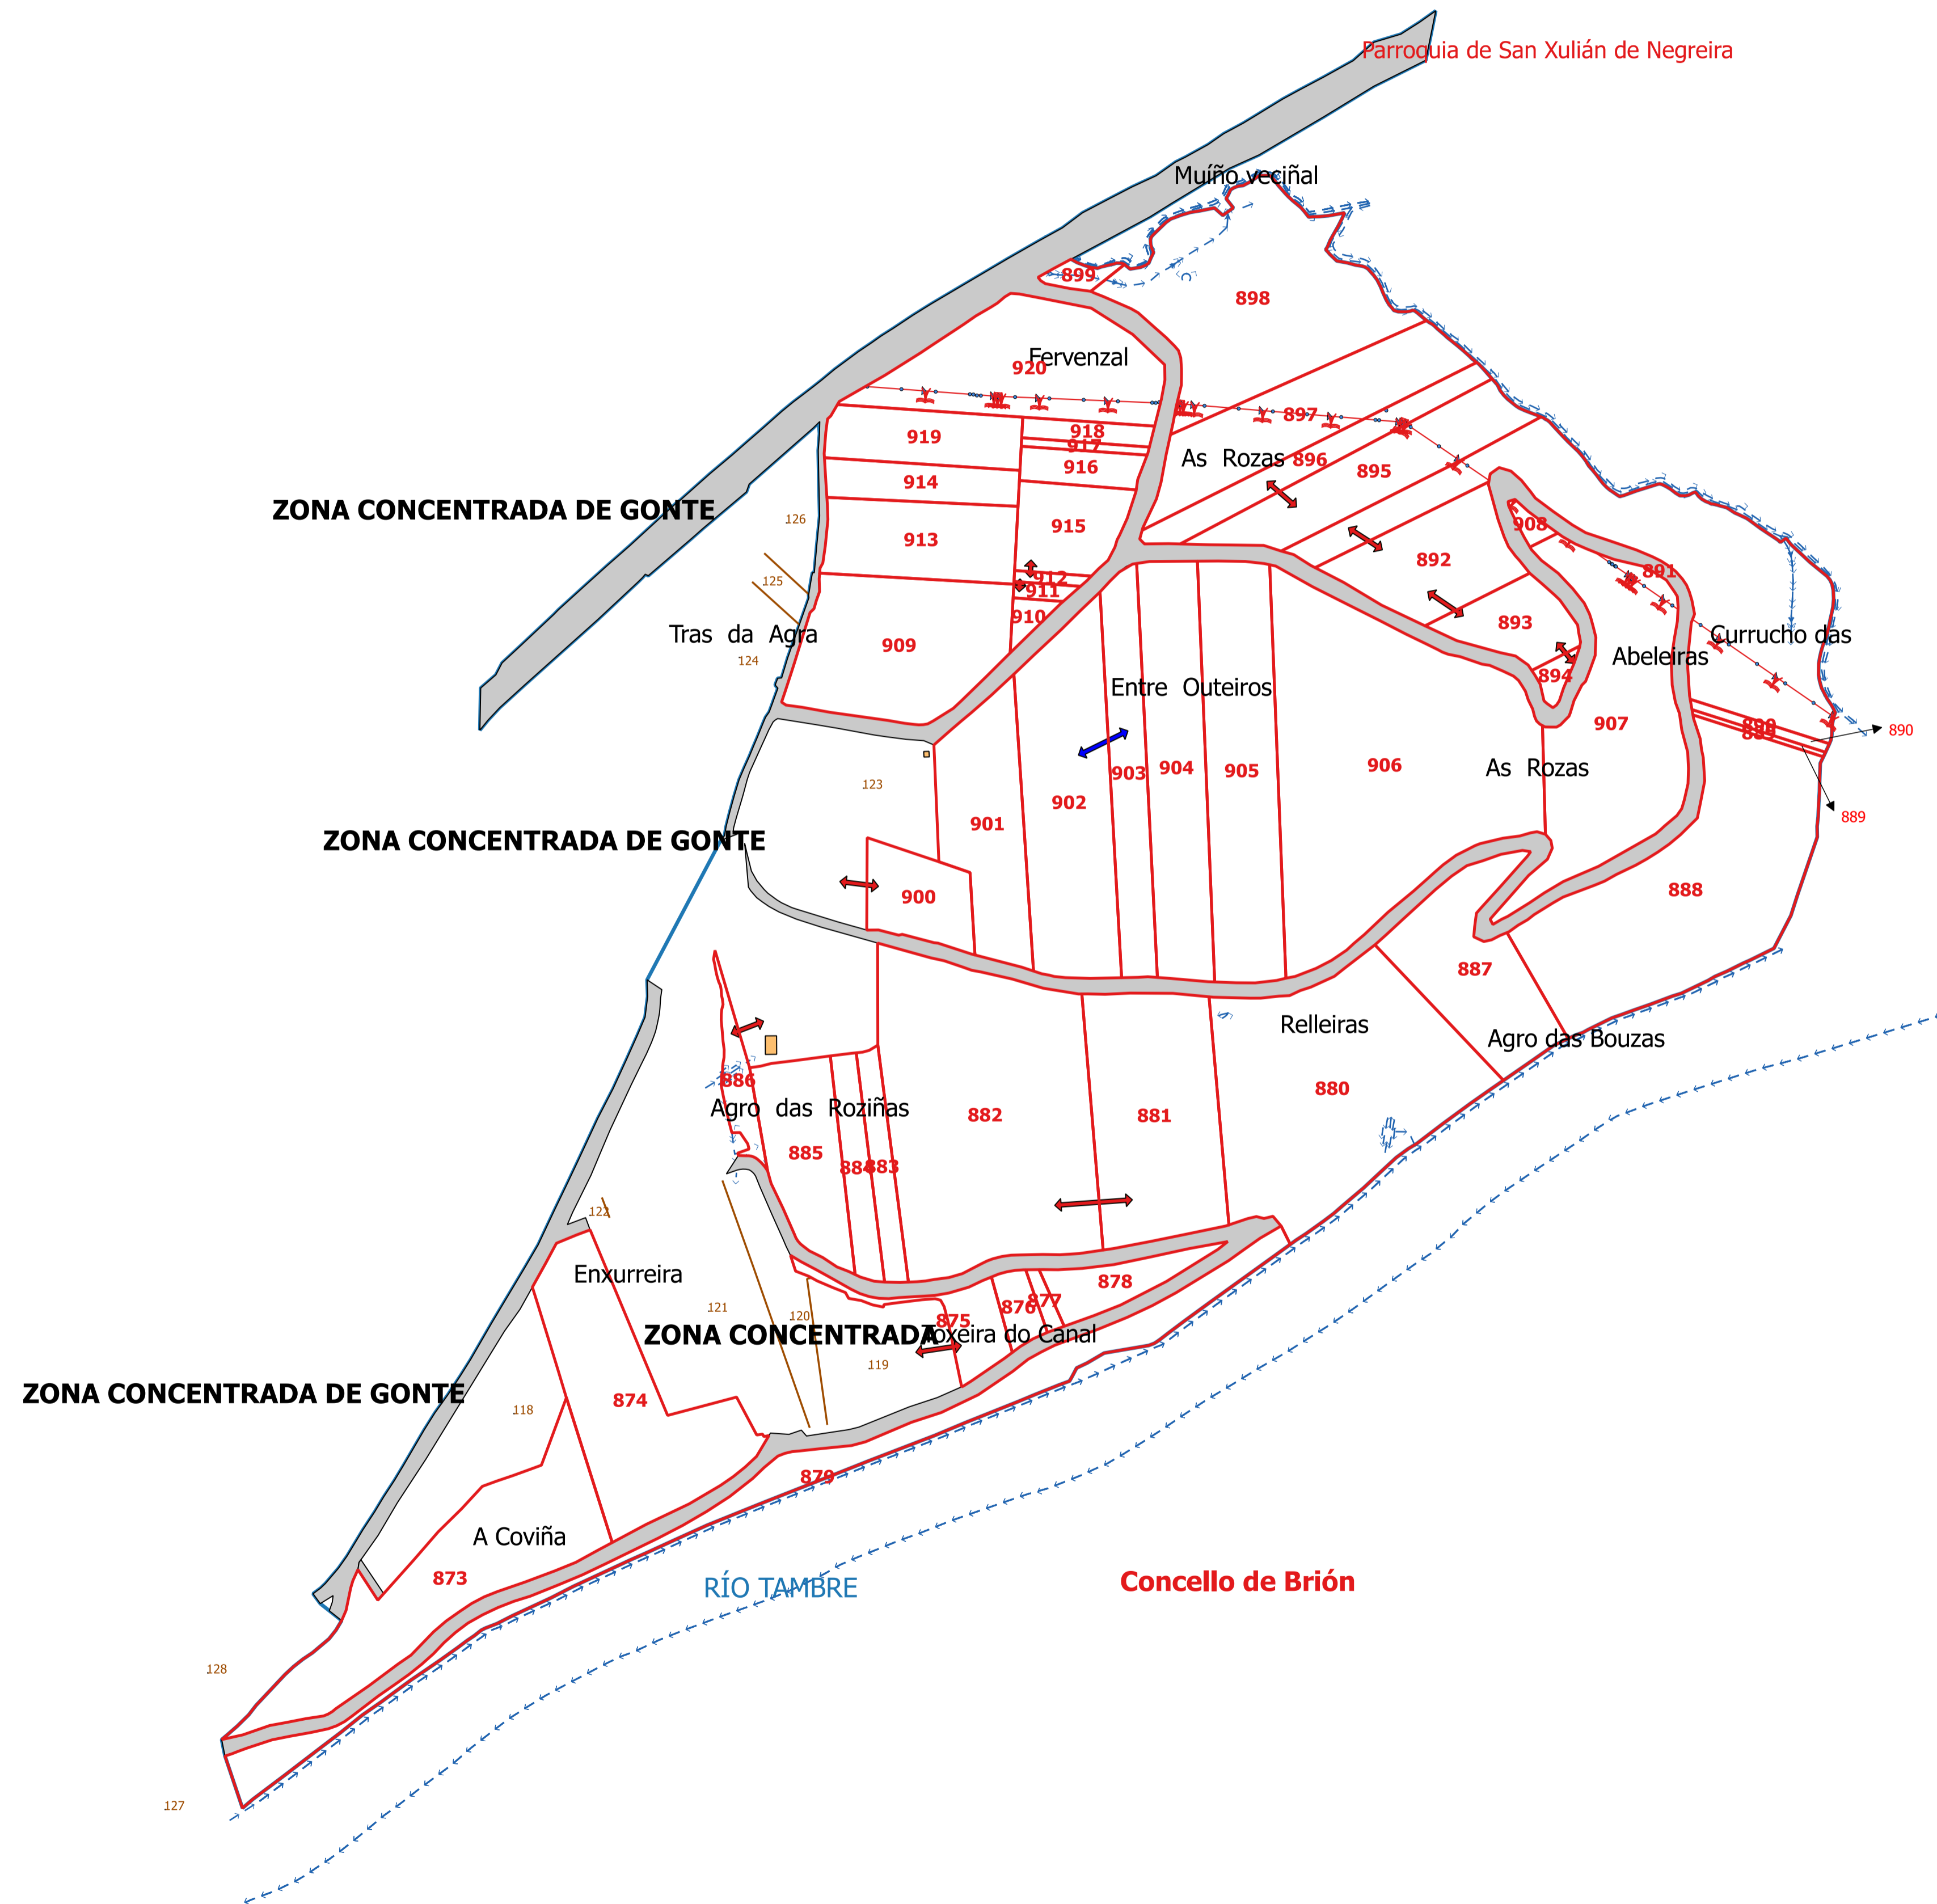 Parroquia de San Xulián de Negreira
Muíño veciñal
899
898
Fervenzal
920
897
918
919
917
As Rozas
896
916
895
914
ZONA CONCENTRADA DE GONTE
126
908
915
913
892
891
912
125
911
910
893
Tras da Agra
Currucho das
909
Abeleiras
124
894
Entre Outeiros
907
890
889
890
906
As Rozas
904
905
903
123
902
889
901
ZONA CONCENTRADA DE GONTE
888
900
887
Relleiras
Agro das Bouzas
886
880
Agro das Roziñas
882
881
885
884
883
122
Enxurreira
878
121
876
877
120
875
ZONA CONCENTRADA
Toxeira do Canal
119
ZONA CONCENTRADA DE GONTE
874
118
879
A Coviña
873
RÍO TAMBRE
Concello de Brión
128
127